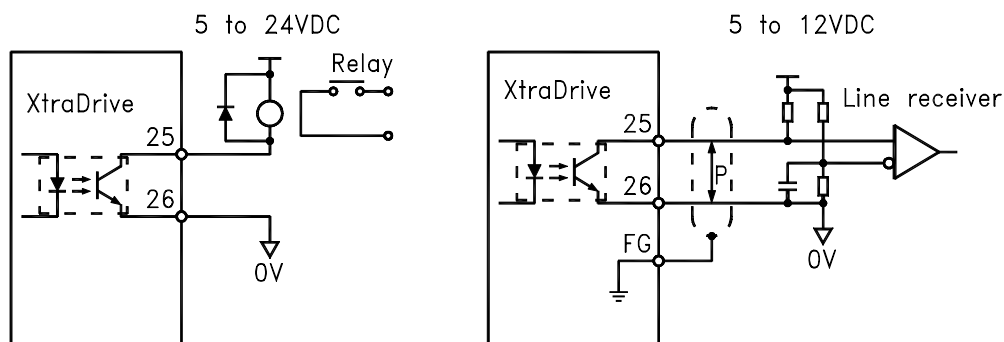 5 to 24VDC
XtraDrive
Relay
25
26
0V
5 to 12VDC
XtraDrive
Line receiver
25
P
26
FG
0V